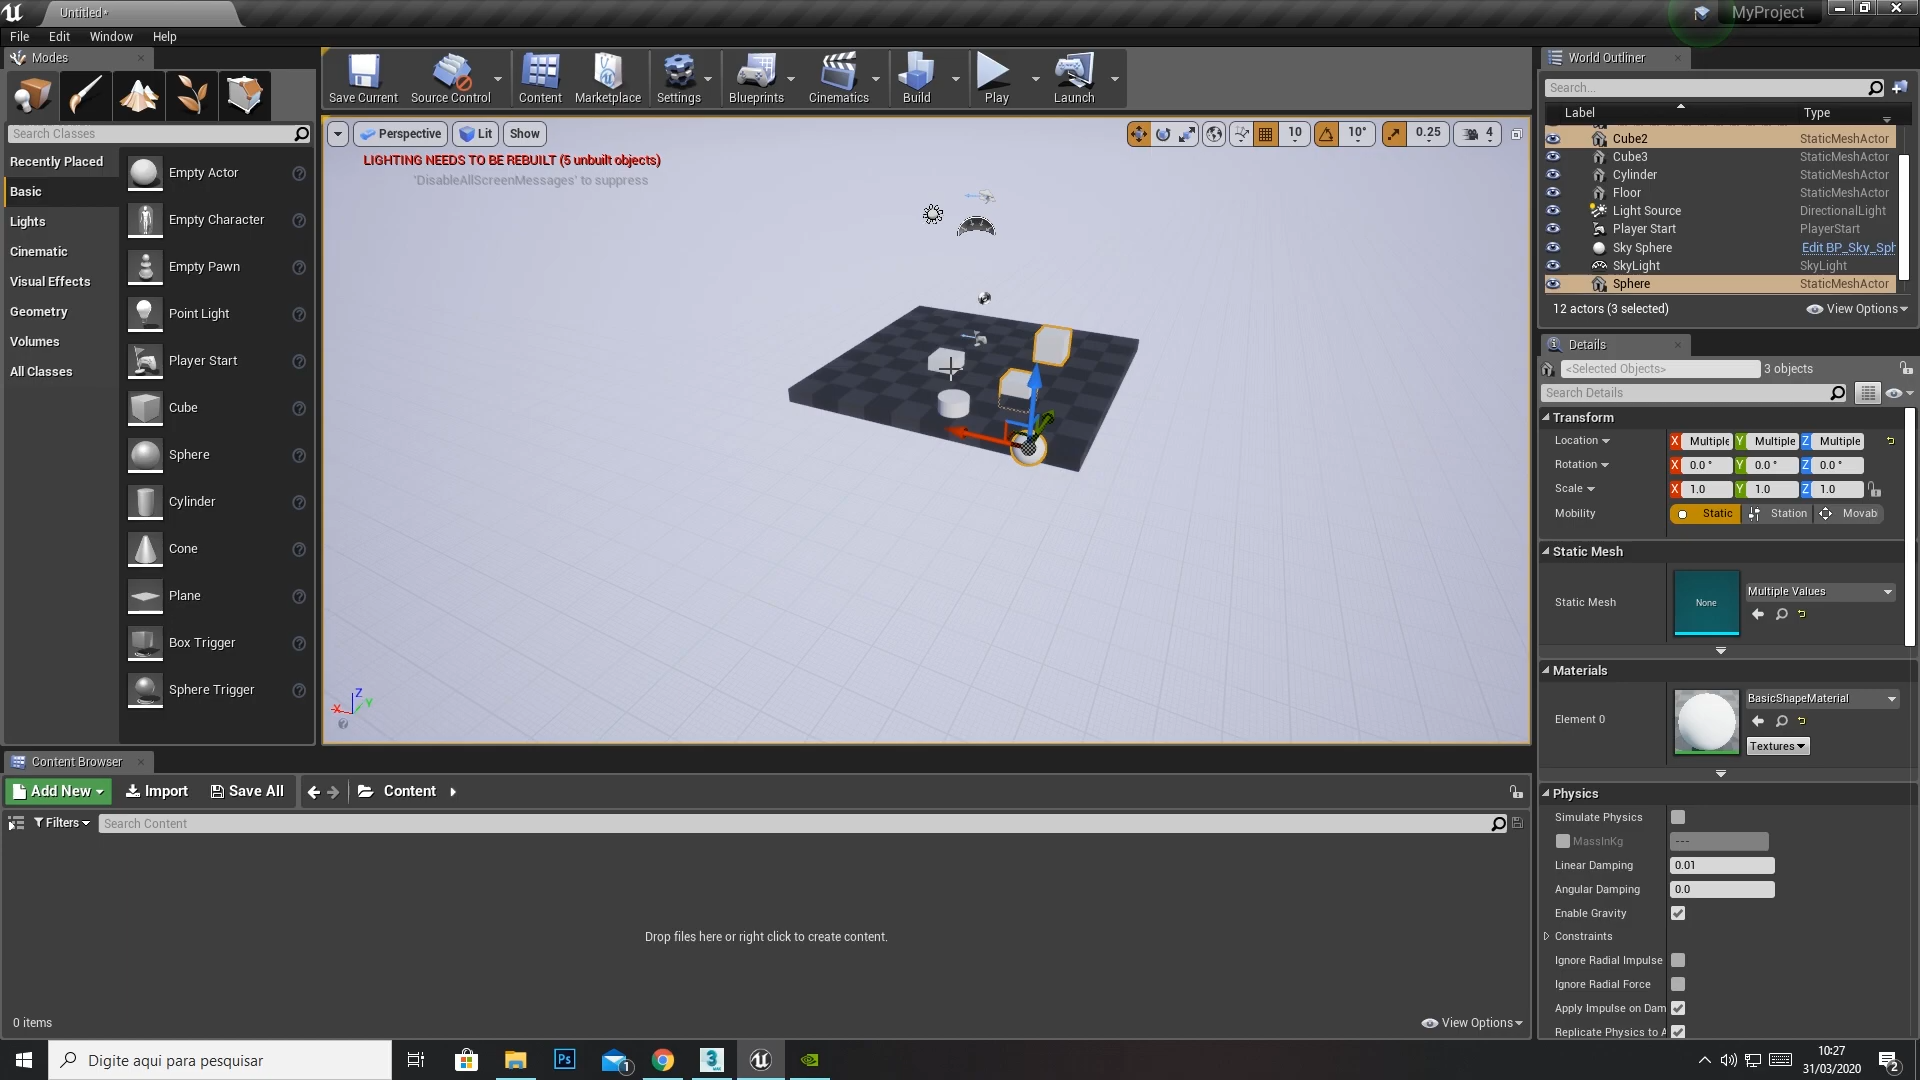 Untitled*
MyProject
File Edit Window Help
Modes
Search Classes
Recently Placed
Basic
Lights
Cinematic
Visual Effects
Geometry
Volumes
All Classes
Empty Actor
Empty Character
Empty Pawn
Point Light
Player Start
Cube
Sphere
Cylinder
Cone
Plane
Box Trigger
Sphere Trigger
Save Current Source Control Content Marketplace Settings Blueprints Cinematics Build Play Launch
Perspective Lit Show
10 10° 0.25 4
LIGHTING NEEDS TO BE REBUILT (5 unbuilt objects)
'DisableAllScreenMessages' to suppress
Z
X Y
World Outliner
Search...
Label Type
Cube2 StaticMeshActor
Cube3 StaticMeshActor
Cylinder StaticMeshActor
Floor StaticMeshActor
Light Source DirectionalLight
Player Start PlayerStart
Sky Sphere Edit BP_Sky_Sph
SkyLight SkyLight
Sphere StaticMeshActor
12 actors (3 selected) View Options
Details
<Selected Objects> 3 objects
Search Details
Transform
Location X Multiple Y Multiple Z Multiple
Rotation X 0.0 ° Y 0.0 ° Z 0.0 °
Scale X 1.0 Y 1.0 Z 1.0
Mobility Static Station Movab
Static Mesh
Static Mesh None Multiple Values
Materials
Element 0 BasicShapeMaterial
Textures
Physics
Simulate Physics
MassInKg ---
Linear Damping 0.01
Angular Damping 0.0
Enable Gravity
Constraints
Ignore Radial Impulse
Ignore Radial Force
Apply Impulse on Dam
Replicate Physics to A
Content Browser
Add New Import Save All Content
Filters Search Content
Drop files here or right click to create content.
0 items View Options
Digite aqui para pesquisar
Ps
1
3
10:27
31/03/2020
2